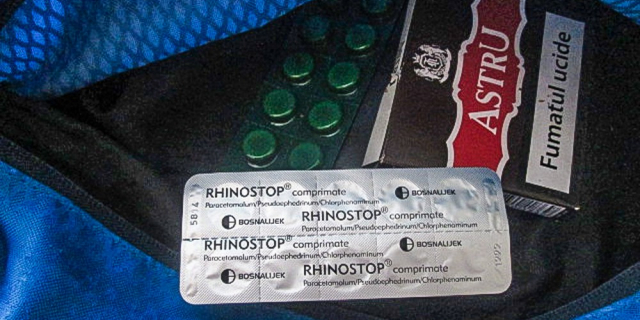 ASTRU
Fumatul ucide
RHINOSTOP® comprimate
Paracetamolum/Pseudoephedrinum/Chlorphenaminum
BOSNALIJEK
BOSNALIJEK
RHINOSTOP® comprimate
Paracetamolum/Pseudoephedrinum/Chlorphenaminum
RHINOSTOP® comprimate
Paracetamolum/Pseudoephedrinum/Chlorphenaminum
BOSNALIJEK
BOSNALIJEK
RHINOSTOP® comprimate
Paracetamolum/Pseudoephedrinum/Chlorphenaminum